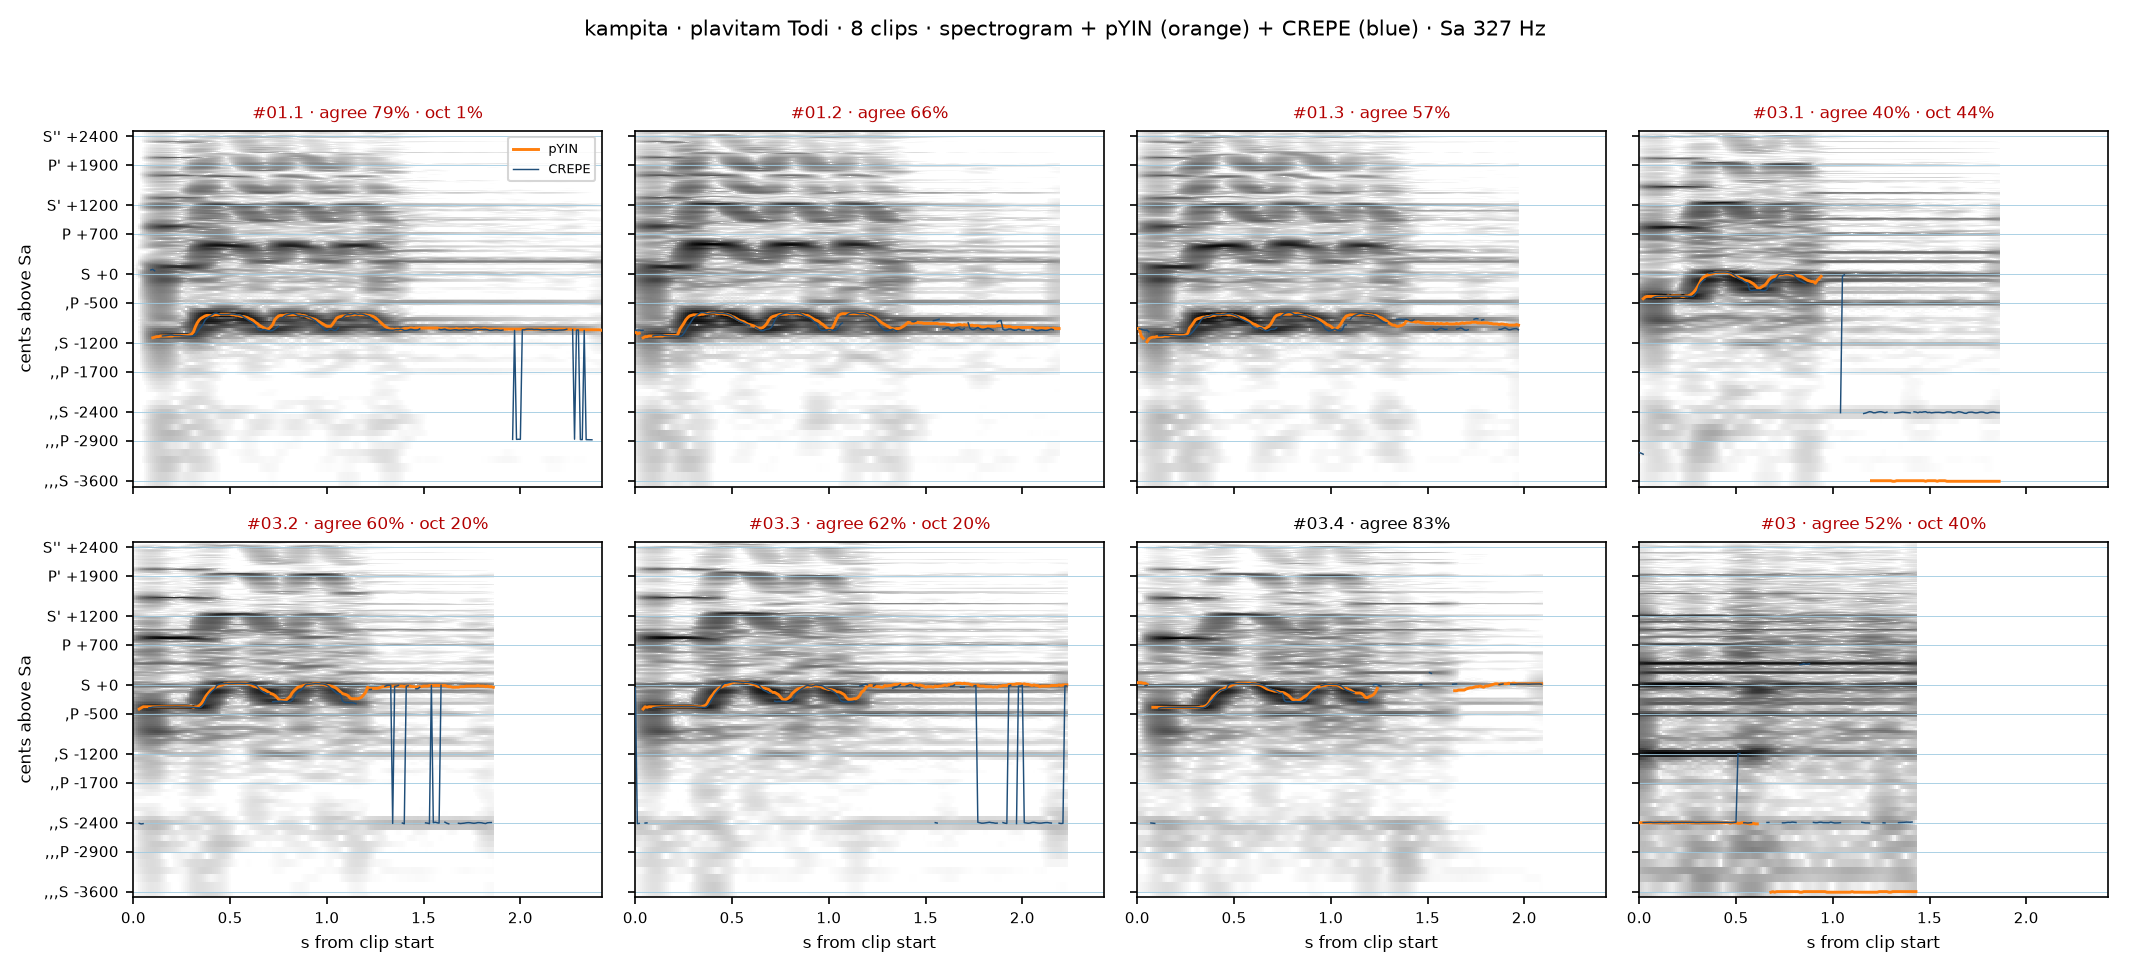 kampita · plavitam Todi · 8 clips · spectrogram + pYIN (orange) + CREPE (blue) · Sa 327 Hz
#01.1 · agree 79% · oct 1%
#01.2 · agree 66%
#01.3 · agree 57%
#03.1 · agree 40% · oct 44%
pYIN
CREPE
cents above Sa
S'' +2400
P' +1900
S' +1200
P +700
S +0
,P -500
,S -1200
,,P -1700
,,S -2400
,,,P -2900
,,,S -3600
0.0 0.5 1.0 1.5 2.0
#03.2 · agree 60% · oct 20%
#03.3 · agree 62% · oct 20%
#03.4 · agree 83%
#03 · agree 52% · oct 40%
cents above Sa
S'' +2400
P' +1900
S' +1200
P +700
S +0
,P -500
,S -1200
,,P -1700
,,S -2400
,,,P -2900
,,,S -3600
0.0 0.5 1.0 1.5 2.0
0.0 0.5 1.0 1.5 2.0
0.0 0.5 1.0 1.5 2.0
s from clip start
s from clip start
s from clip start
s from clip start